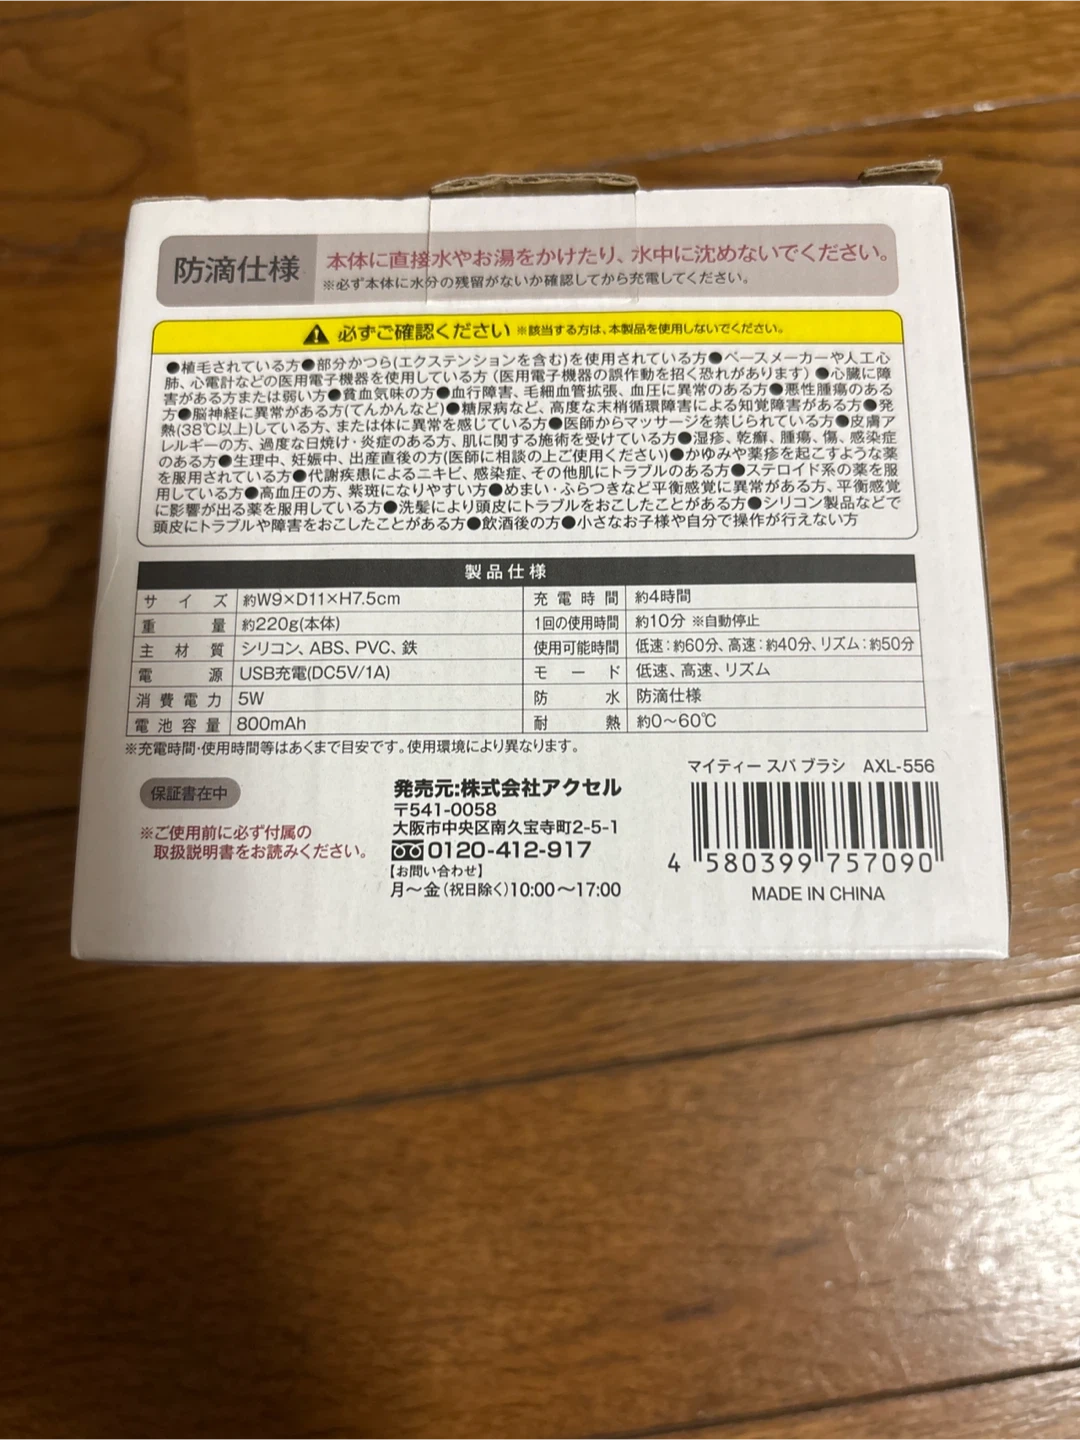 防滴仕様
本体に直接水やお湯をかけたり、水中に沈めないでください。
※必ず本体に水分の残留がないか確認してから充電してください。
必ずご確認ください ※該当する方は、本製品を使用しないでください。
●植毛されている方●部分かつら(エクステンションを含む)を使用されている方●ペースメーカーや人工心
肺、心電計などの医用電子機器を使用している方(医用電子機器の誤作動を招く恐れがあります)●心臓に障
害がある方または弱い方●貧血気味の方●血行障害、毛細血管拡張、血圧に異常のある方●悪性腫瘍のある
方●脳神経に異常がある方(てんかんなど)●糖尿病など、高度な末梢循環障害による知覚障害がある方●発
熱(38℃以上)している方、または体に異常を感じている方●医師からマッサージを禁じられている方●皮膚ア
レルギーの方、過度な日焼け・炎症のある方、肌に関する施術を受けている方●湿疹、乾癬、腫瘍、傷、感染症
のある方●生理中、妊娠中、出産直後の方(医師に相談の上ご使用ください)●かゆみや薬疹を起こすような薬
を服用されている方●代謝疾患によるニキビ、感染症、その他肌にトラブルのある方●ステロイド系の薬を服
用している方●高血圧の方、紫斑になりやすい方●めまい・ふらつきなど平衡感覚に異常がある方、平衡感覚
に影響が出る薬を服用している方●洗髪により頭皮にトラブルをおこしたことがある方●シリコン製品などで
頭皮にトラブルや障害をおこしたことがある方●飲酒後の方●小さなお子様や自分で操作が行えない方
製品仕様
サイズ 約W9×D11×H7.5cm 充電時間 約4時間
重量 約220g(本体) 1回の使用時間 約10分 ※自動停止
主材質 シリコン、ABS、PVC、鉄 使用可能時間 低速:約60分、高速:約40分、リズム:約50分
電源 USB充電(DC5V/1A) モード 低速、高速、リズム
消費電力 5W 防水 防滴仕様
電池容量 800mAh 耐熱 約0〜60℃
※充電時間・使用時間等はあくまで目安です。使用環境により異なります。
保証書在中
※ご使用前に必ず付属の
取扱説明書をお読みください。
発売元:株式会社アクセル
〒541-0058
大阪市中央区南久宝寺町2-5-1
0120-412-917
【お問い合わせ】
月〜金(祝日除く)10:00〜17:00
マイティー スパ ブラシ AXL-556
4 580399 757090
MADE IN CHINA